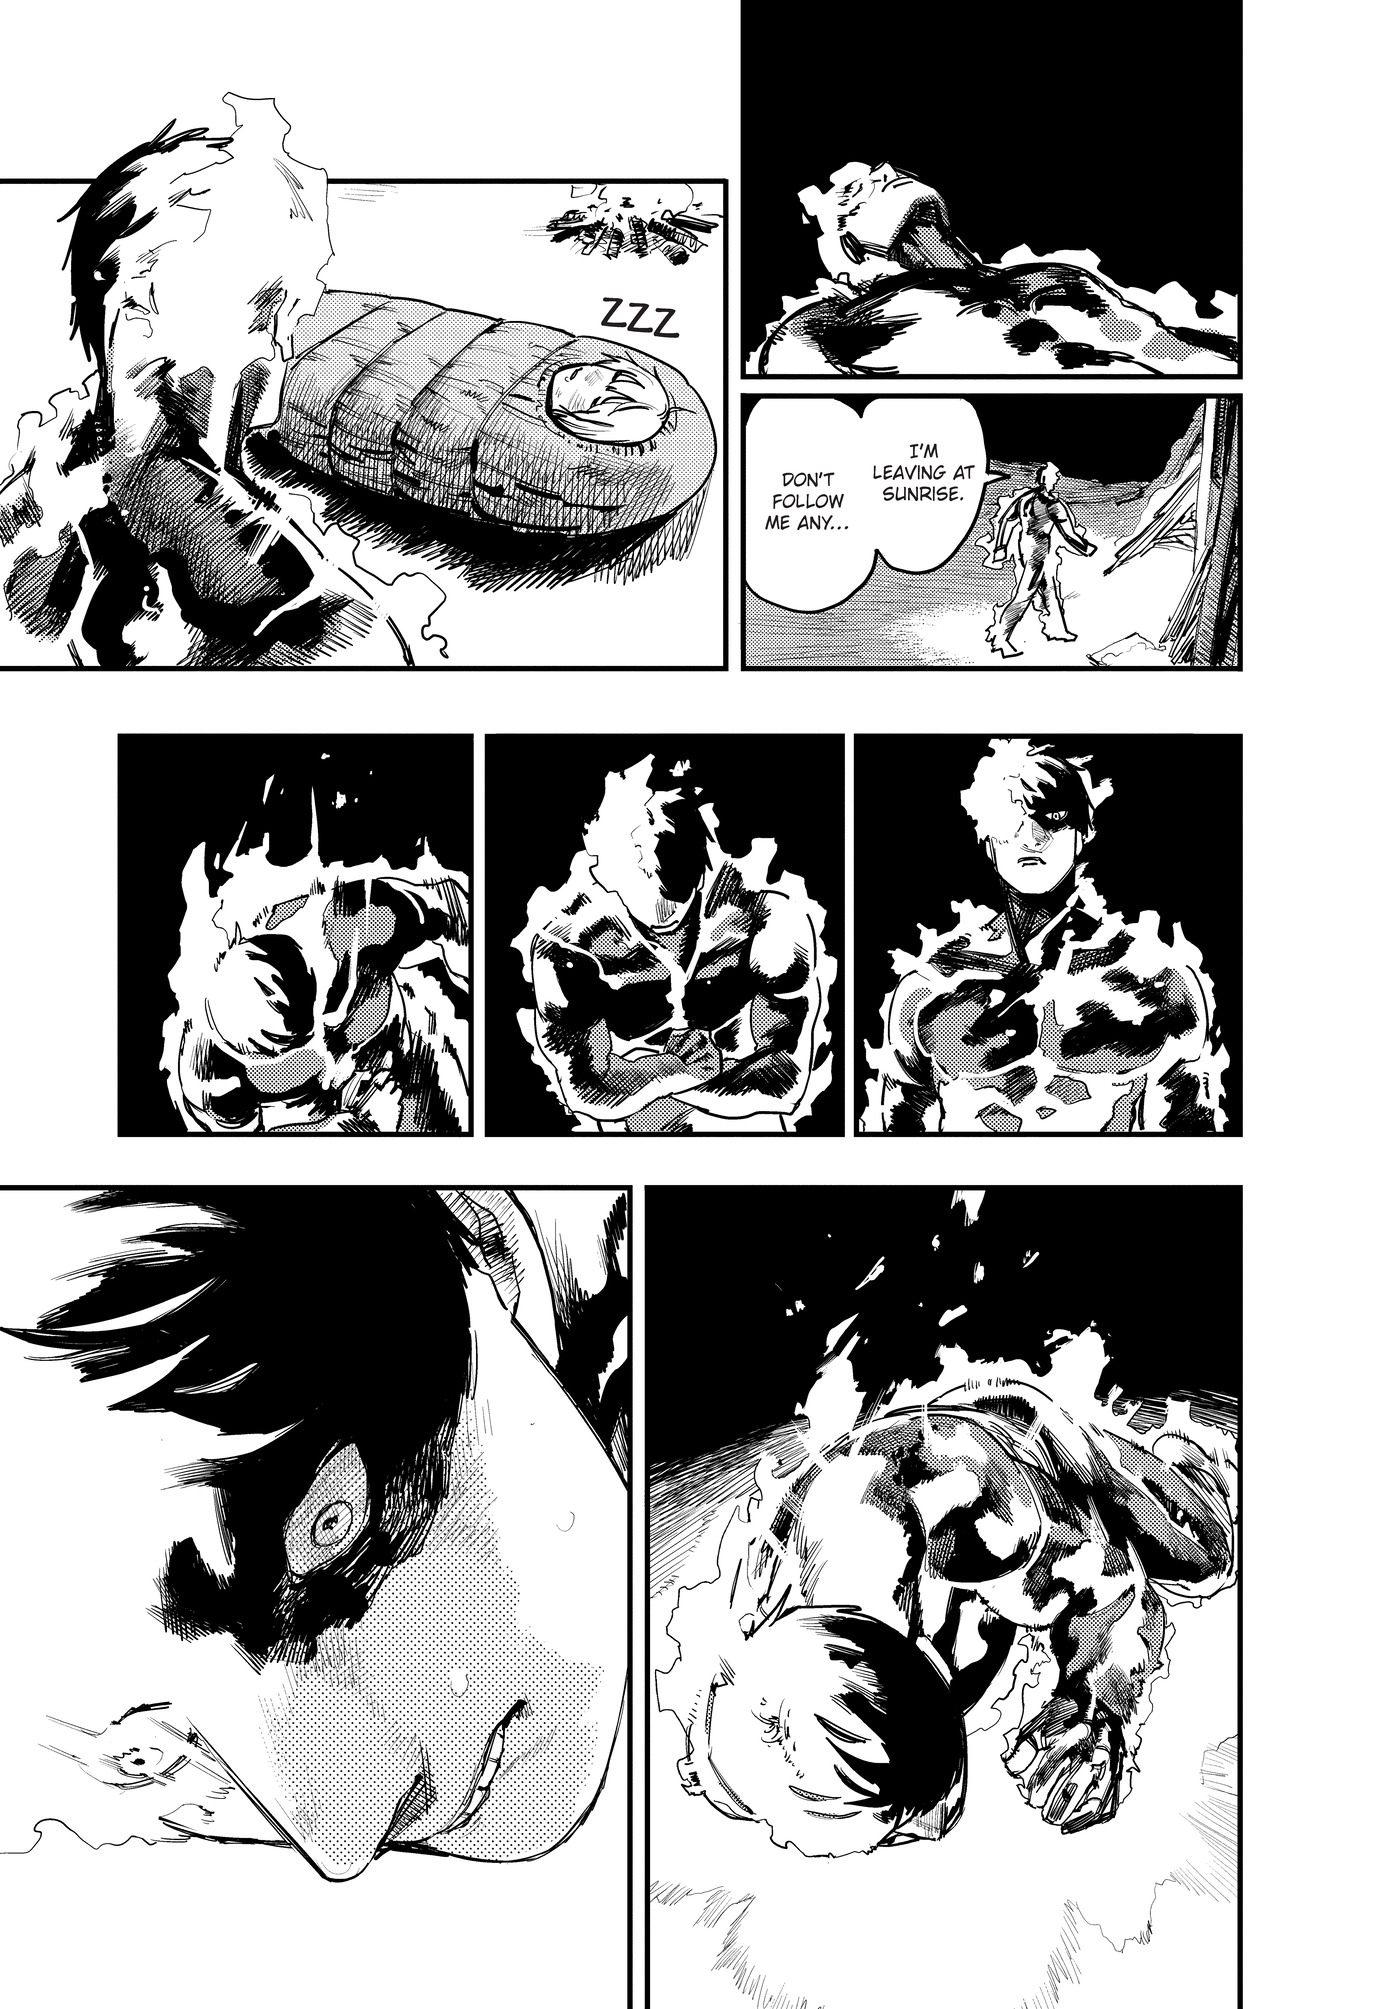 I'M
LEAVING AT
SUNRISE.
DON'T
FOLLOW
ME ANY...
ZZZ